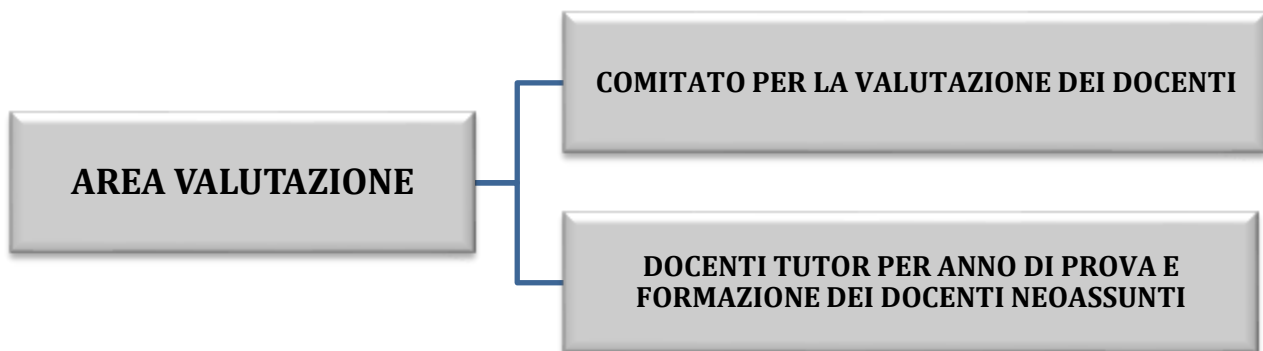 COMITATO PER LA VALUTAZIONE DEI DOCENTI
AREA VALUTAZIONE
DOCENTI TUTOR PER ANNO DI PROVA E
FORMAZIONE DEI DOCENTI NEOASSUNTI